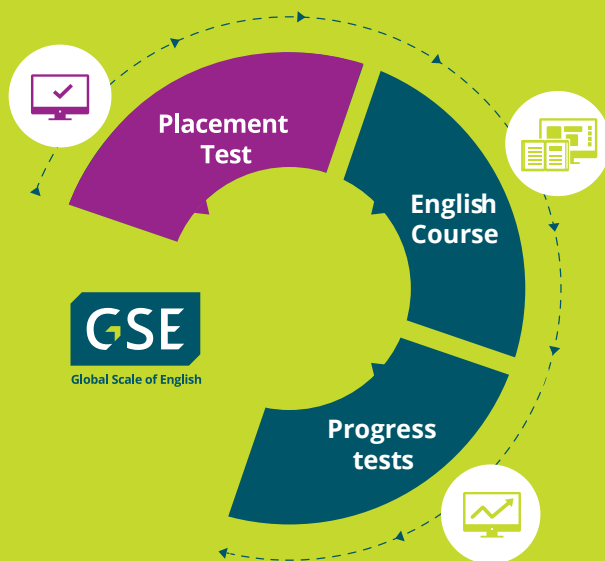 Placement
Test
English
Course
GSE
Global Scale of English
Progress
tests